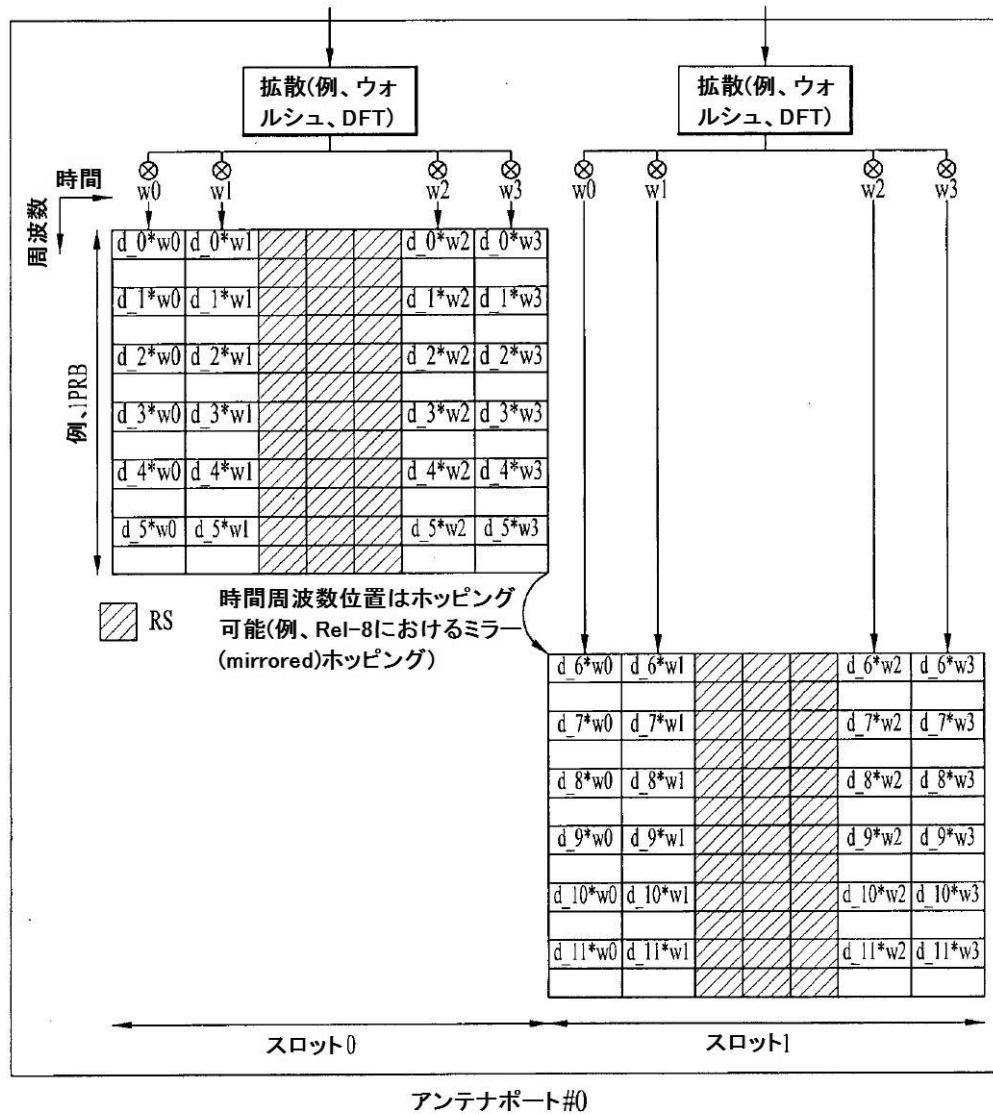 拡散(例、ウォ
ルシュ、DFT)
拡散(例、ウォ
ルシュ、DFT)
時間
周波数
w0 w1 w2 w3
w0 w1 w2 w3
d_0*w0 d_0*w1 d_0*w2 d_0*w3
d_1*w0 d_1*w1 d_1*w2 d_1*w3
d_2*w0 d_2*w1 d_2*w2 d_2*w3
d_3*w0 d_3*w1 d_3*w2 d_3*w3
d_4*w0 d_4*w1 d_4*w2 d_4*w3
d_5*w0 d_5*w1 d_5*w2 d_5*w3
例、1PRB
RS
時間周波数位置はホッピング
可能(例、Rel-8におけるミラー
(mirrored)ホッピング)
d_6*w0 d_6*w1 d_6*w2 d_6*w3
d_7*w0 d_7*w1 d_7*w2 d_7*w3
d_8*w0 d_8*w1 d_8*w2 d_8*w3
d_9*w0 d_9*w1 d_9*w2 d_9*w3
d_10*w0 d_10*w1 d_10*w2 d_10*w3
d_11*w0 d_11*w1 d_11*w2 d_11*w3
スロット0
スロット1
アンテナポート#0